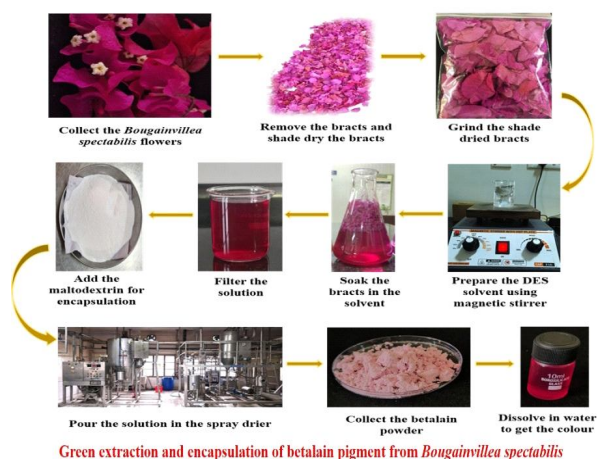 Collect the Bougainvillea
spectabilis flowers
Remove the bracts and
shade dry the bracts
Grind the shade
dried bracts
Add the
maltodextrin for
encapsulation
Filter the
solution
Soak the
bracts in the
solvent
Prepare the DES
solvent using
magnetic stirrer
Pour the solution in the spray drier
Collect the betalain
powder
10ml
Dissolve in water
to get the colour
Green extraction and encapsulation of betalain pigment from Bougainvillea spectabilis